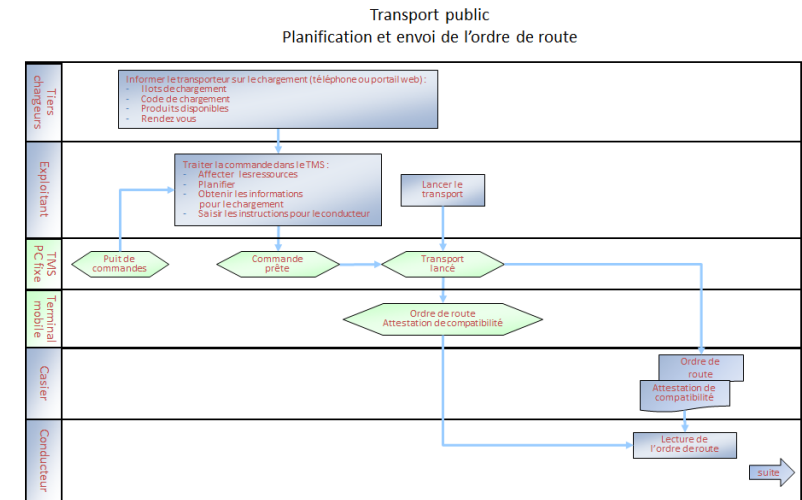 Transport public
Planification et envoi de l'ordre de route
Tiers
chargeurs
Informer le transporteur sur le chargement (téléphone ou portail web) :
- Ilots de chargement
- Code de chargement
- Produits disponibles
- Rendez vous
Exploitant
Traiter la commande dans le TMS :
- Affecter les ressources
- Planifier
- Obtenir les informations
pour le chargement
- Saisir les instructions pour le conducteur
Lancer le
transport
TMS
PC fixe
Puit de
commandes
Commande
prête
Transport
lancé
Terminal
mobile
Ordre de route
Attestation de compatibilité
Casier
Ordre de
route
Attestation de
compatibilité
Conducteur
Lecture de
l'ordre de route
suite